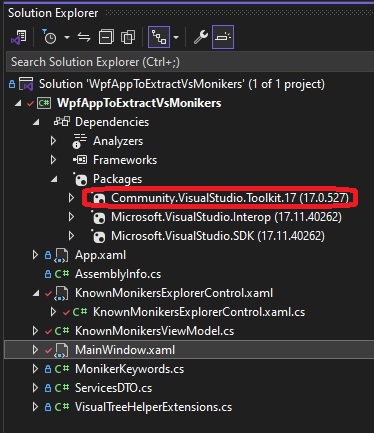 Solution Explorer
Search Solution Explorer (Ctrl+;)
Solution 'WpfAppToExtractVsMonikers' (1 of 1 project)
C# WpfAppToExtractVsMonikers
Dependencies
Analyzers
Frameworks
Packages
Community.VisualStudio.Toolkit.17 (17.0.527)
Microsoft.VisualStudio.Interop (17.11.40262)
Microsoft.VisualStudio.SDK (17.11.40262)
App.xaml
C# AssemblyInfo.cs
KnownMonikersExplorerControl.xaml
C# KnownMonikersExplorerControl.xaml.cs
C# KnownMonikersViewModel.cs
MainWindow.xaml
C# MonikerKeywords.cs
C# ServicesDTO.cs
C# VisualTreeHelperExtensions.cs